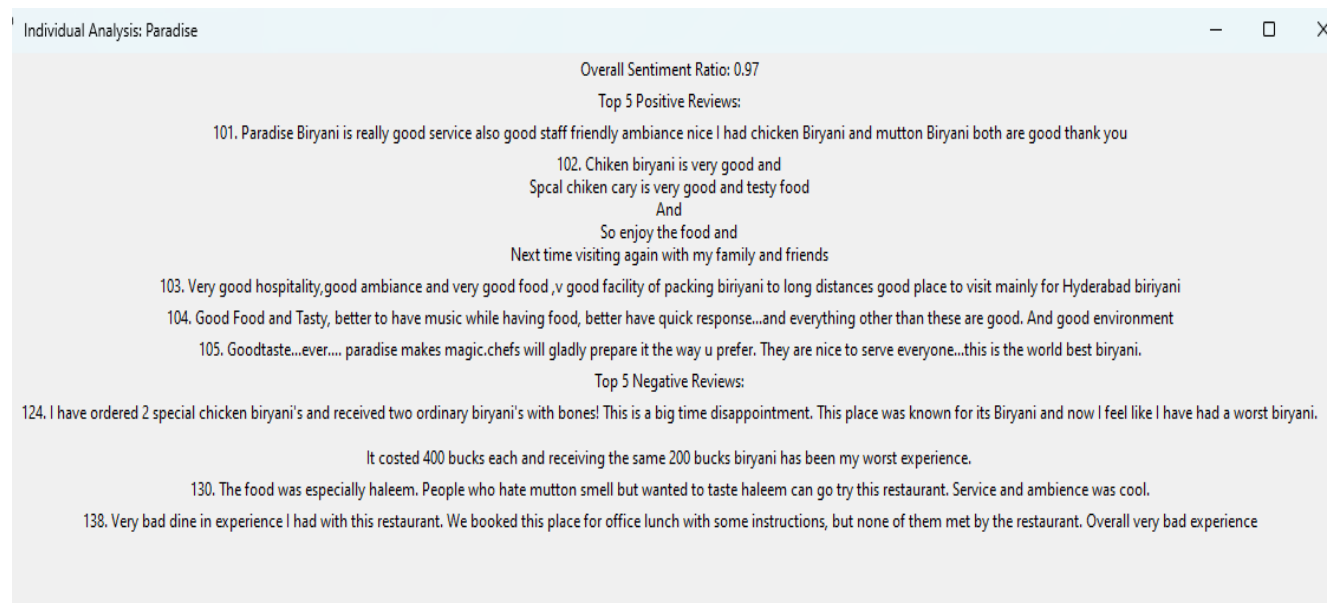 Individual Analysis: Paradise
Overall Sentiment Ratio: 0.97
Top 5 Positive Reviews:
101. Paradise Biryani is really good service also good staff friendly ambiance nice I had chicken Biryani and mutton Biryani both are good thank you
102. Chiken biryani is very good and
Spcal chiken cary is very good and testy food
And
So enjoy the food and
Next time visiting again with my family and friends
103. Very good hospitality,good ambiance and very good food ,v good facility of packing biriyani to long distances good place to visit mainly for Hyderabad biriyani
104. Good Food and Tasty, better to have music while having food, better have quick response...and everything other than these are good. And good environment
105. Goodtaste...ever.... paradise makes magic.chefs will gladly prepare it the way u prefer. They are nice to serve everyone...this is the world best biryani.
Top 5 Negative Reviews:
124. I have ordered 2 special chicken biryani's and received two ordinary biryani's with bones! This is a big time disappointment. This place was known for its Biryani and now I feel like I have had a worst biryani.
It costed 400 bucks each and receiving the same 200 bucks biryani has been my worst experience.
130. The food was especially haleem. People who hate mutton smell but wanted to taste haleem can go try this restaurant. Service and ambience was cool.
138. Very bad dine in experience I had with this restaurant. We booked this place for office lunch with some instructions, but none of them met by the restaurant. Overall very bad experience